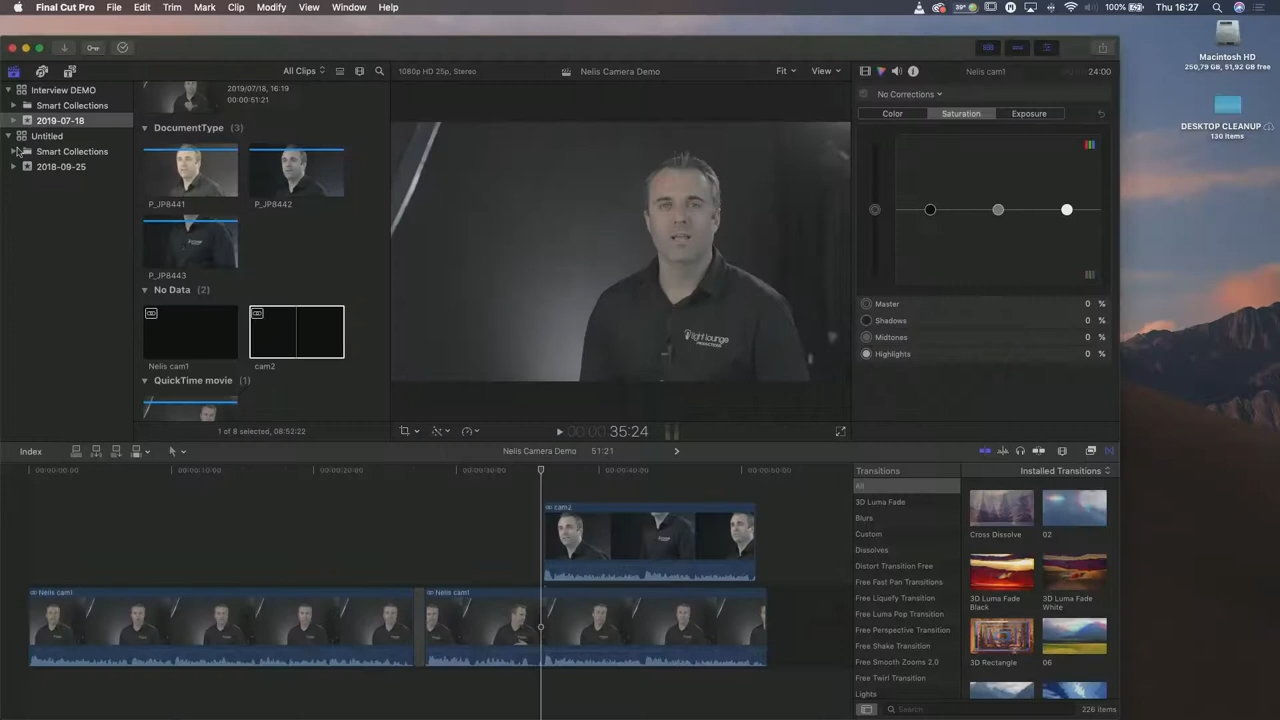 Final Cut Pro File Edit Trim Mark Clip Modify View Window Help
39° 100% Thu 16:27
Macintosh HD
250,79 GB, 51,92 GB free
DESKTOP CLEANUP
130 Items
All Clips
1080p HD 25p, Stereo
Nelis Camera Demo
Fit
View
Nelis cam1
24:00
Interview DEMO
Smart Collections
2019-07-18
Untitled
Smart Collections
2018-09-25
2019/07/18, 16:19
00:00:51:21
DocumentType (3)
P_JP8441
P_JP8442
P_JP8443
No Data (2)
Nelis cam1
cam2
QuickTime movie (1)
1 of 8 selected, 08:52:22
light lounge
PRODUCTIONS
00:00:35:24
No Corrections
Color Saturation Exposure
Master 0 %
Shadows 0 %
Midtones 0 %
Highlights 0 %
Index
Nelis Camera Demo 51:21
00:00:00:00 00:00:10:00 00:00:20:00 00:00:30:00 00:00:40:00 00:00:50:00
cam2
Nelis cam1
Nelis cam1
Transitions
Installed Transitions
All
3D Luma Fade
Blurs
Custom
Dissolves
Distort Transition Free
Free Fast Pan Transitions
Free Liquefy Transition
Free Luma Pop Transition
Free Perspective Transition
Free Shake Transition
Free Smooth Zooms 2.0
Free Twirl Transition
Lights
Cross Dissolve
02
3D Luma Fade Black
3D Luma Fade White
3D Rectangle
06
Search
226 items